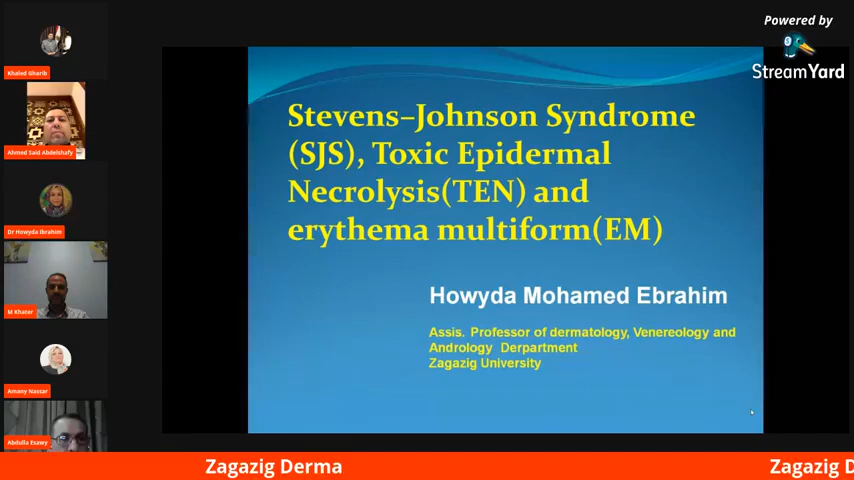 Powered by
StreamYard
Khaled Gharib
Ahmed Said Abdelshafy
Dr Howyda Ibrahim
M Khater
Amany Nassar
Abdulla Esawy
Stevens–Johnson Syndrome
(SJS), Toxic Epidermal
Necrolysis(TEN) and
erythema multiform(EM)
Howyda Mohamed Ebrahim
Assis. Professor of dermatology, Venereology and
Andrology Derpartment
Zagazig University
Zagazig Derma
Zagazig D